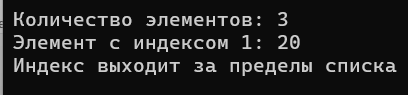 Количество элементов: 3
Элемент с индексом 1: 20
Индекс выходит за пределы списка